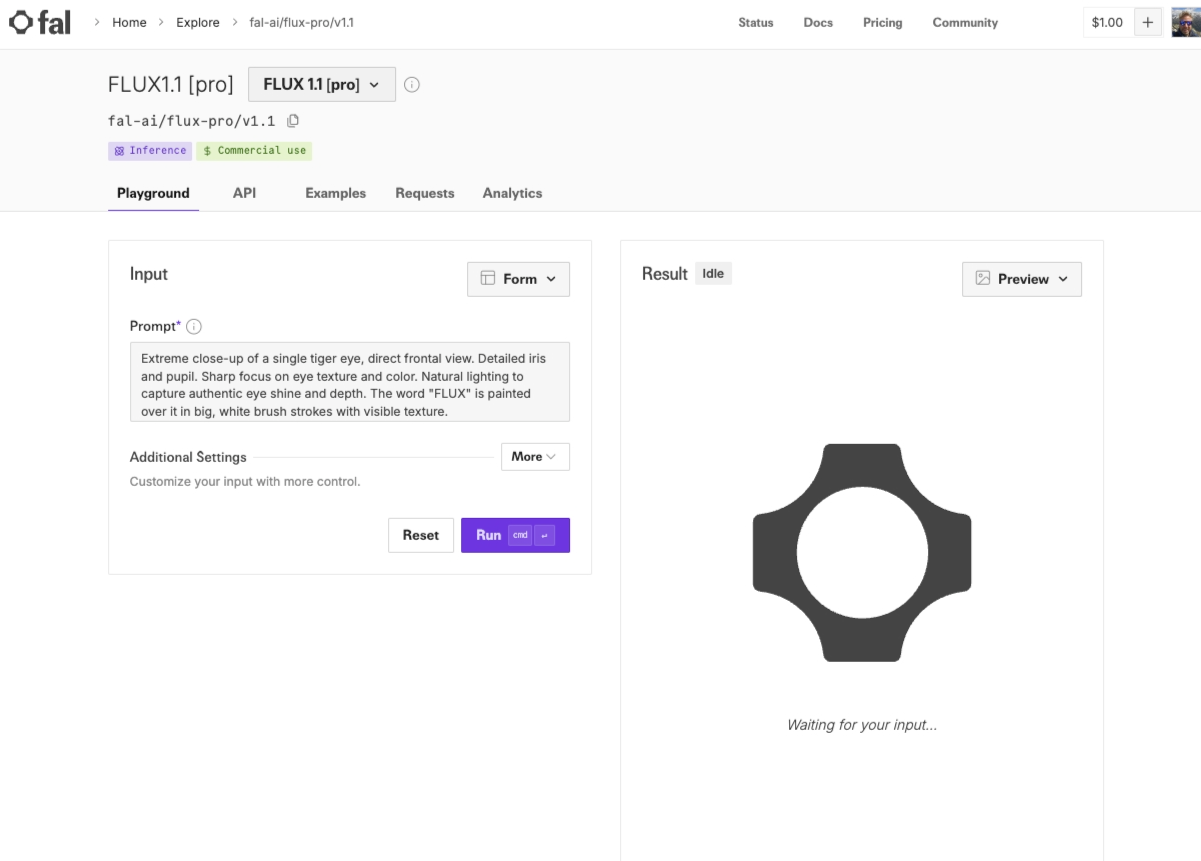 fal
Home
Explore
fal-ai/flux-pro/v1.1
Status
Docs
Pricing
Community
$1.00
+
FLUX1.1 [pro]
FLUX 1.1 [pro]
fal-ai/flux-pro/v1.1
Inference
$ Commercial use
Playground
API
Examples
Requests
Analytics
Input
Form
Prompt*
Extreme close-up of a single tiger eye, direct frontal view. Detailed iris
and pupil. Sharp focus on eye texture and color. Natural lighting to
capture authentic eye shine and depth. The word "FLUX" is painted
over it in big, white brush strokes with visible texture.
Additional Settings
More
Customize your input with more control.
Reset
Run cmd ↵
Result
Idle
Preview
Waiting for your input...